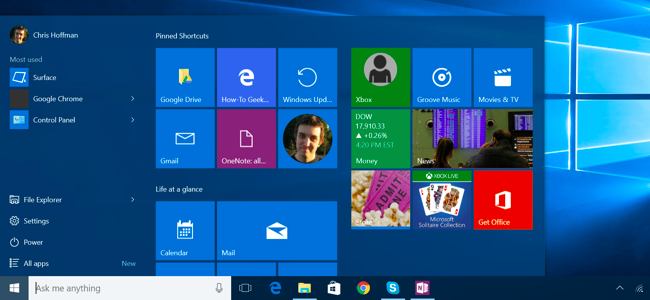 Chris Hoffman
Most used
Surface
Google Chrome
Control Panel
File Explorer
Settings
Power
All apps New
Pinned Shortcuts
Google Drive
How-To Geek...
Windows Upd...
Gmail
OneNote: all...
Life at a glance
Calendar
Mail
Xbox
Groove Music
Movies & TV
DOW
17,910.33
▲ +0.26%
4:20 PM EST
Money
News
ADMIT
Store
XBOX LIVE
Microsoft
Solitaire Collection
Get Office
Ask me anything